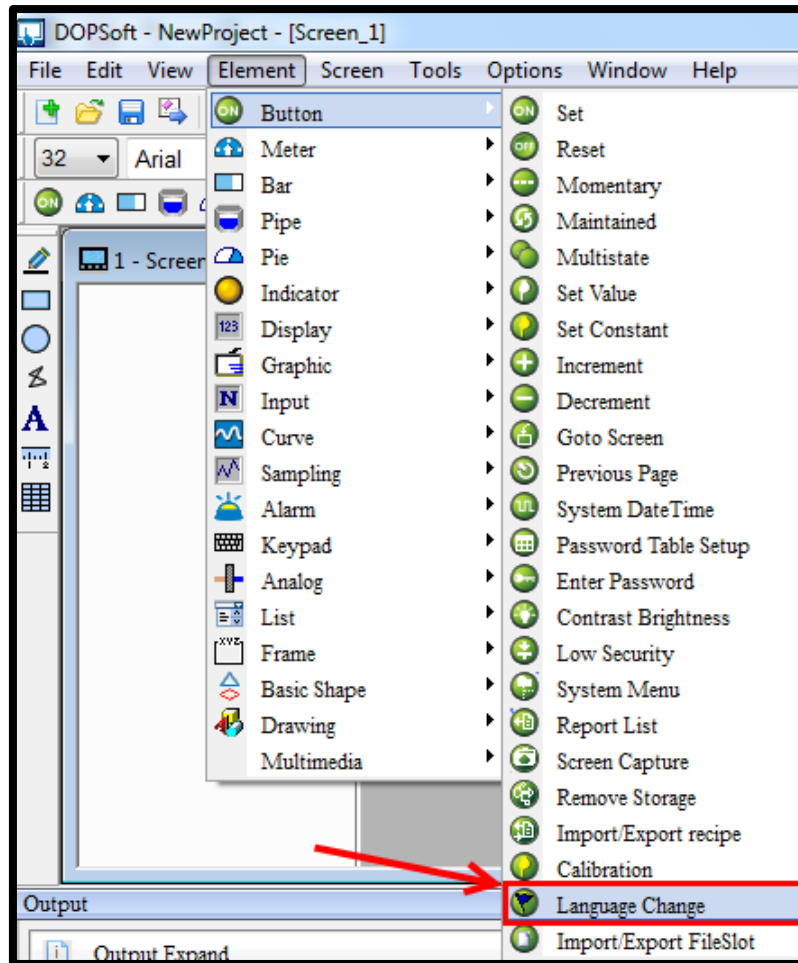 DOPSoft - NewProject - [Screen_1]
File Edit View Element Screen Tools Options Window Help
32 Arial
1 - Screen
Button
Meter
Bar
Pipe
Pie
Indicator
123 Display
Graphic
N Input
Curve
Sampling
Alarm
Keypad
Analog
List
XYZ Frame
Basic Shape
Drawing
Multimedia
ON Set
OFF Reset
Momentary
Maintained
Multistate
Set Value
Set Constant
Increment
Decrement
Goto Screen
Previous Page
System DateTime
Password Table Setup
Enter Password
Contrast Brightness
Low Security
System Menu
Report List
Screen Capture
Remove Storage
Import/Export recipe
Calibration
Language Change
Import/Export FileSlot
Output
Output Expand